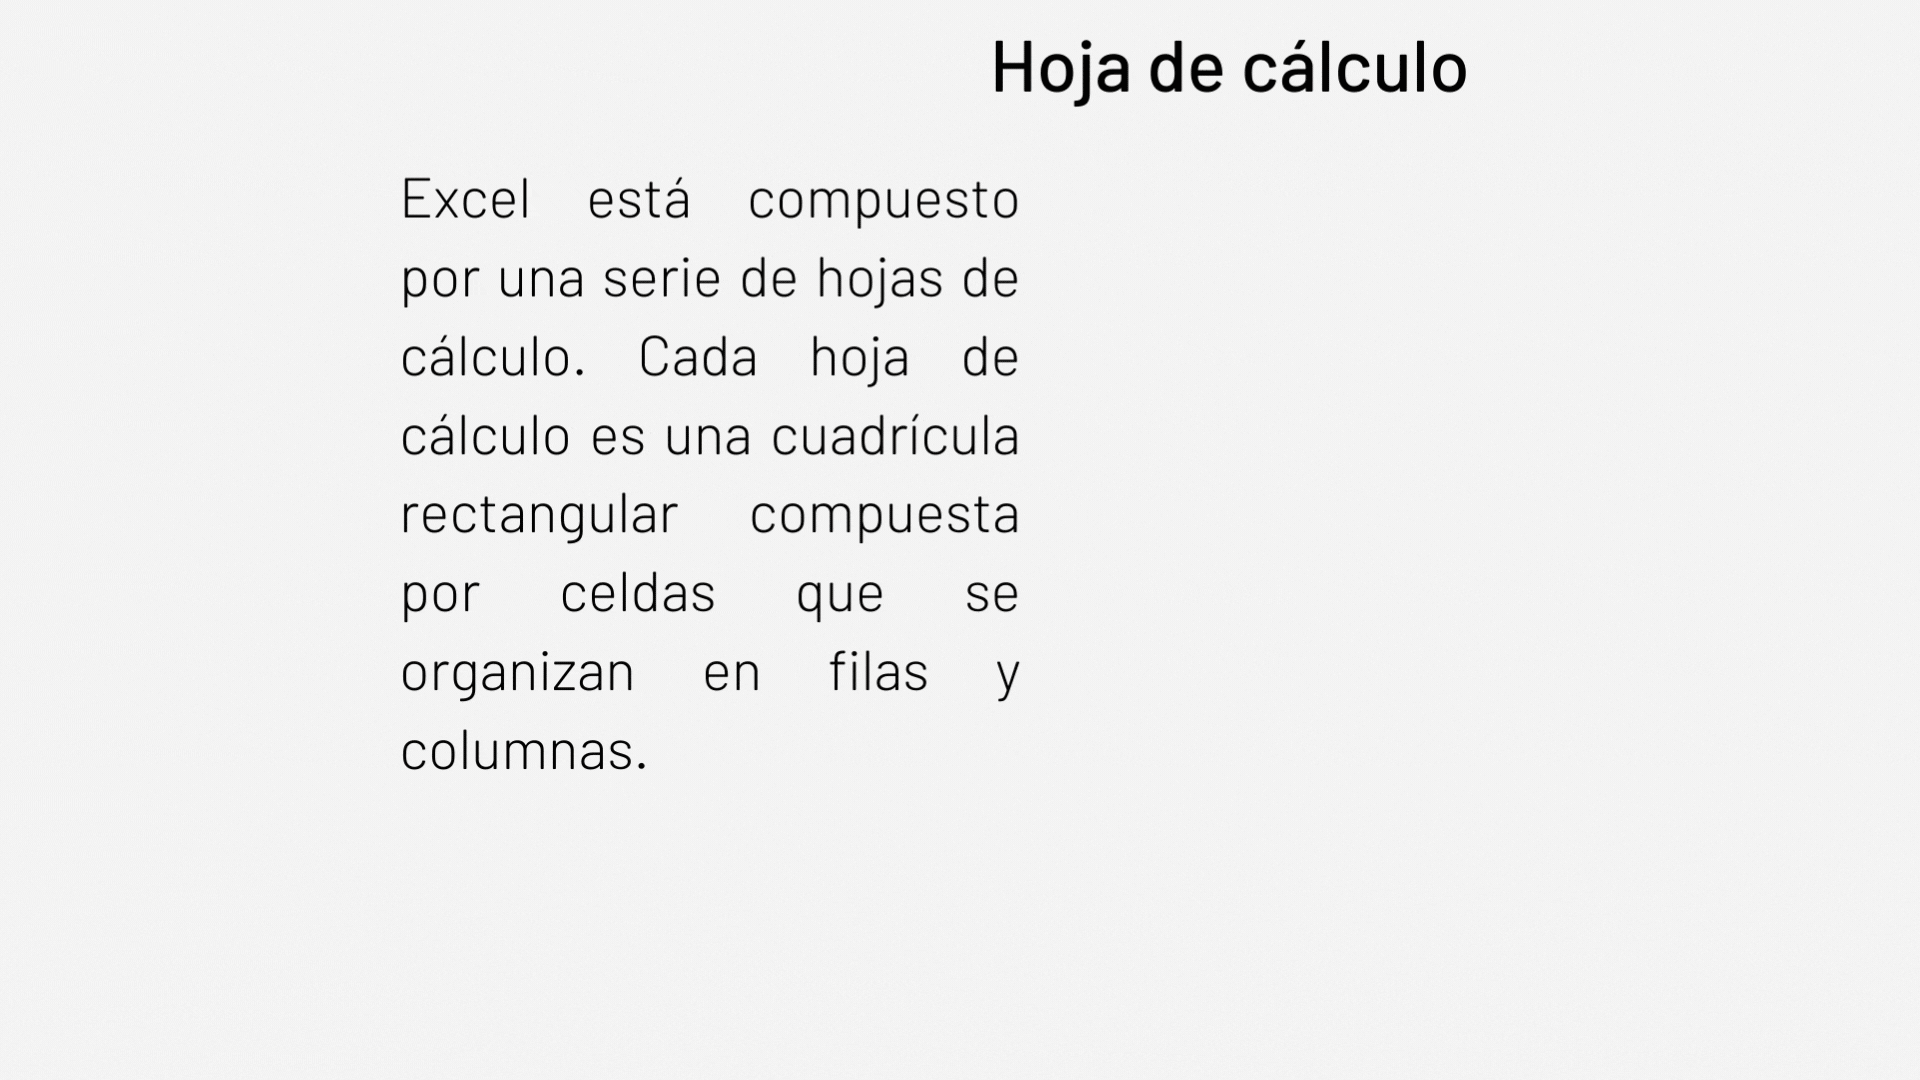 Hoja de cálculo
Excel está compuesto
por una serie de hojas de
cálculo. Cada hoja de
cálculo es una cuadrícula
rectangular compuesta
por celdas que se
organizan en filas y
columnas.